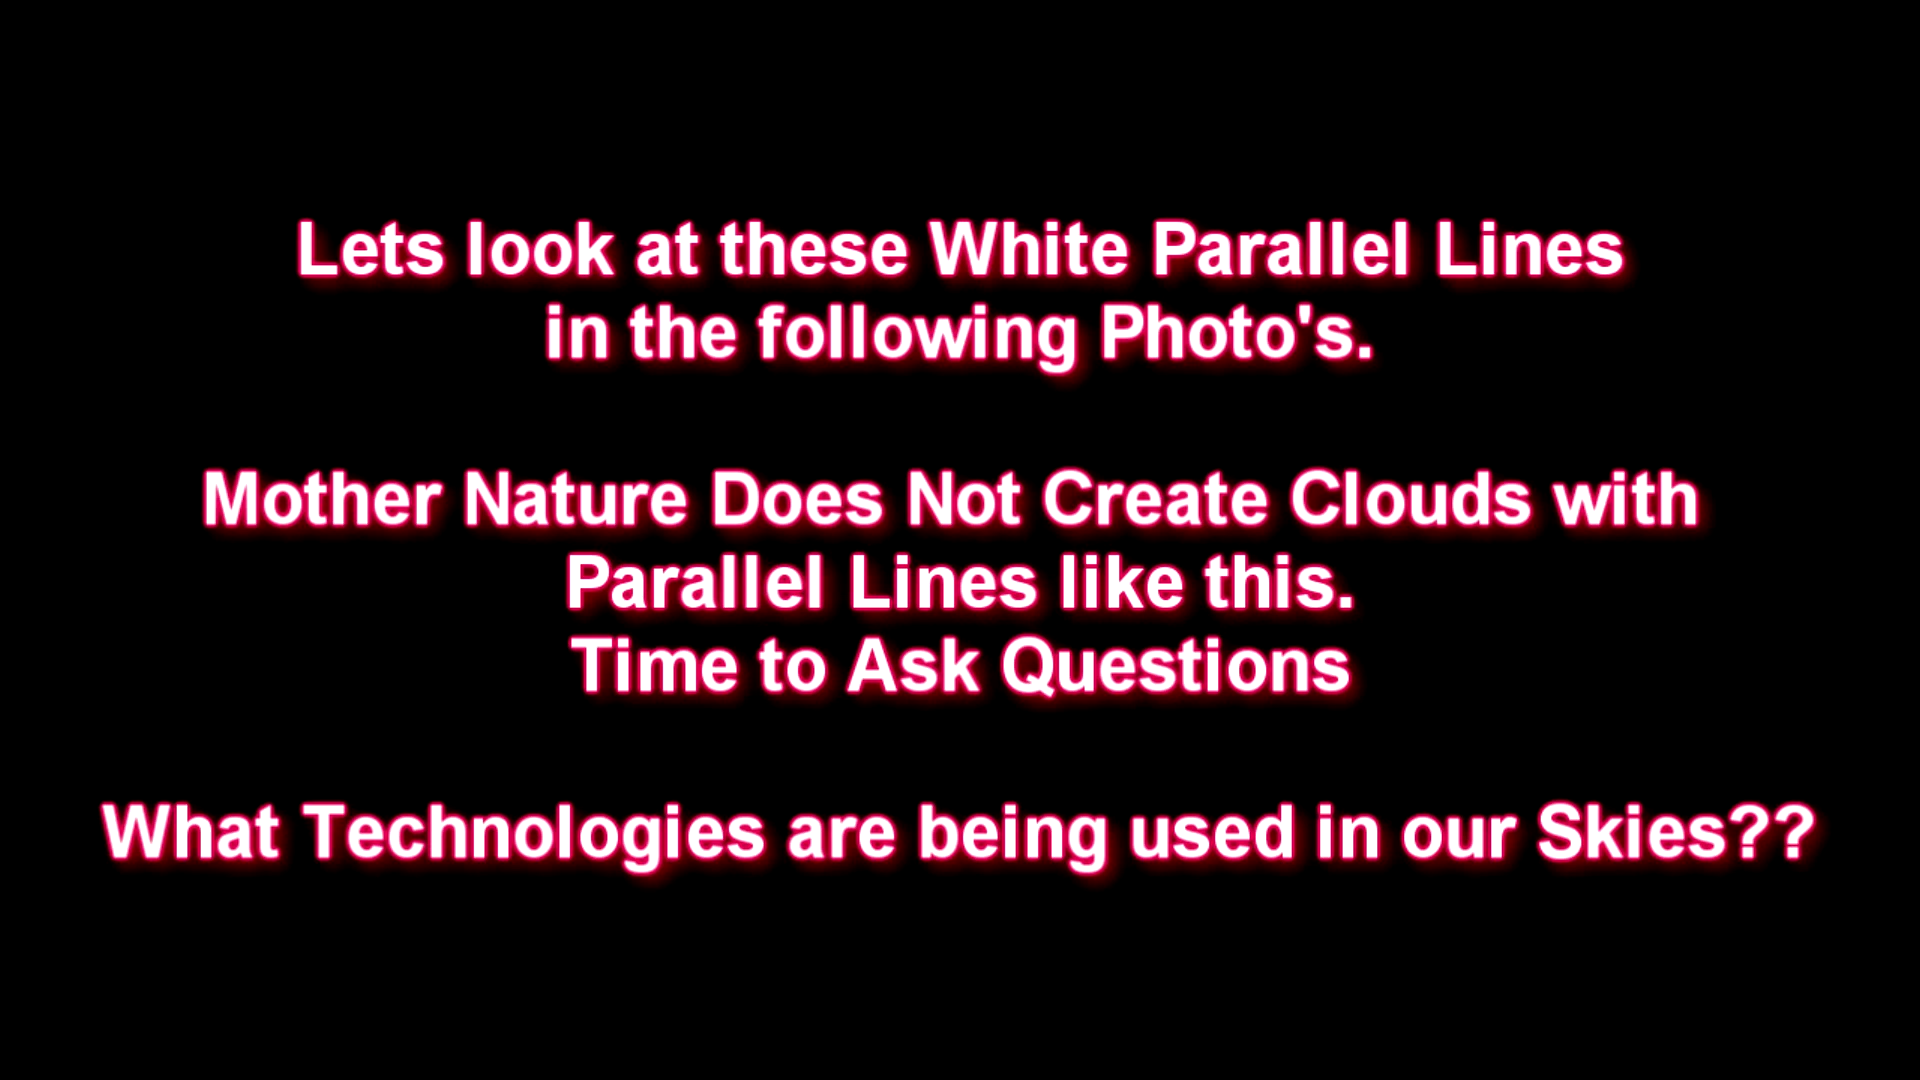 Lets look at these White Parallel Lines
in the following Photo's.
Mother Nature Does Not Create Clouds with
Parallel Lines like this.
Time to Ask Questions
What Technologies are being used in our Skies??